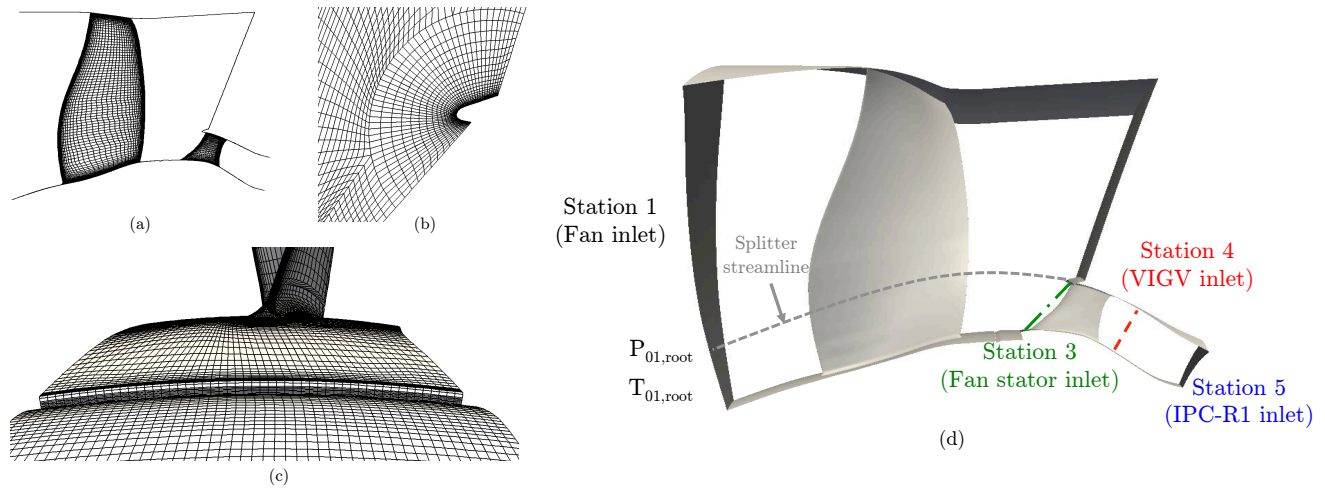 (a)
(b)
(c)
Station 1
(Fan inlet)
Splitter
streamline
P01,root
T01,root
Station 3
(Fan stator inlet)
Station 4
(VIGV inlet)
Station 5
(IPC-R1 inlet)
(d)